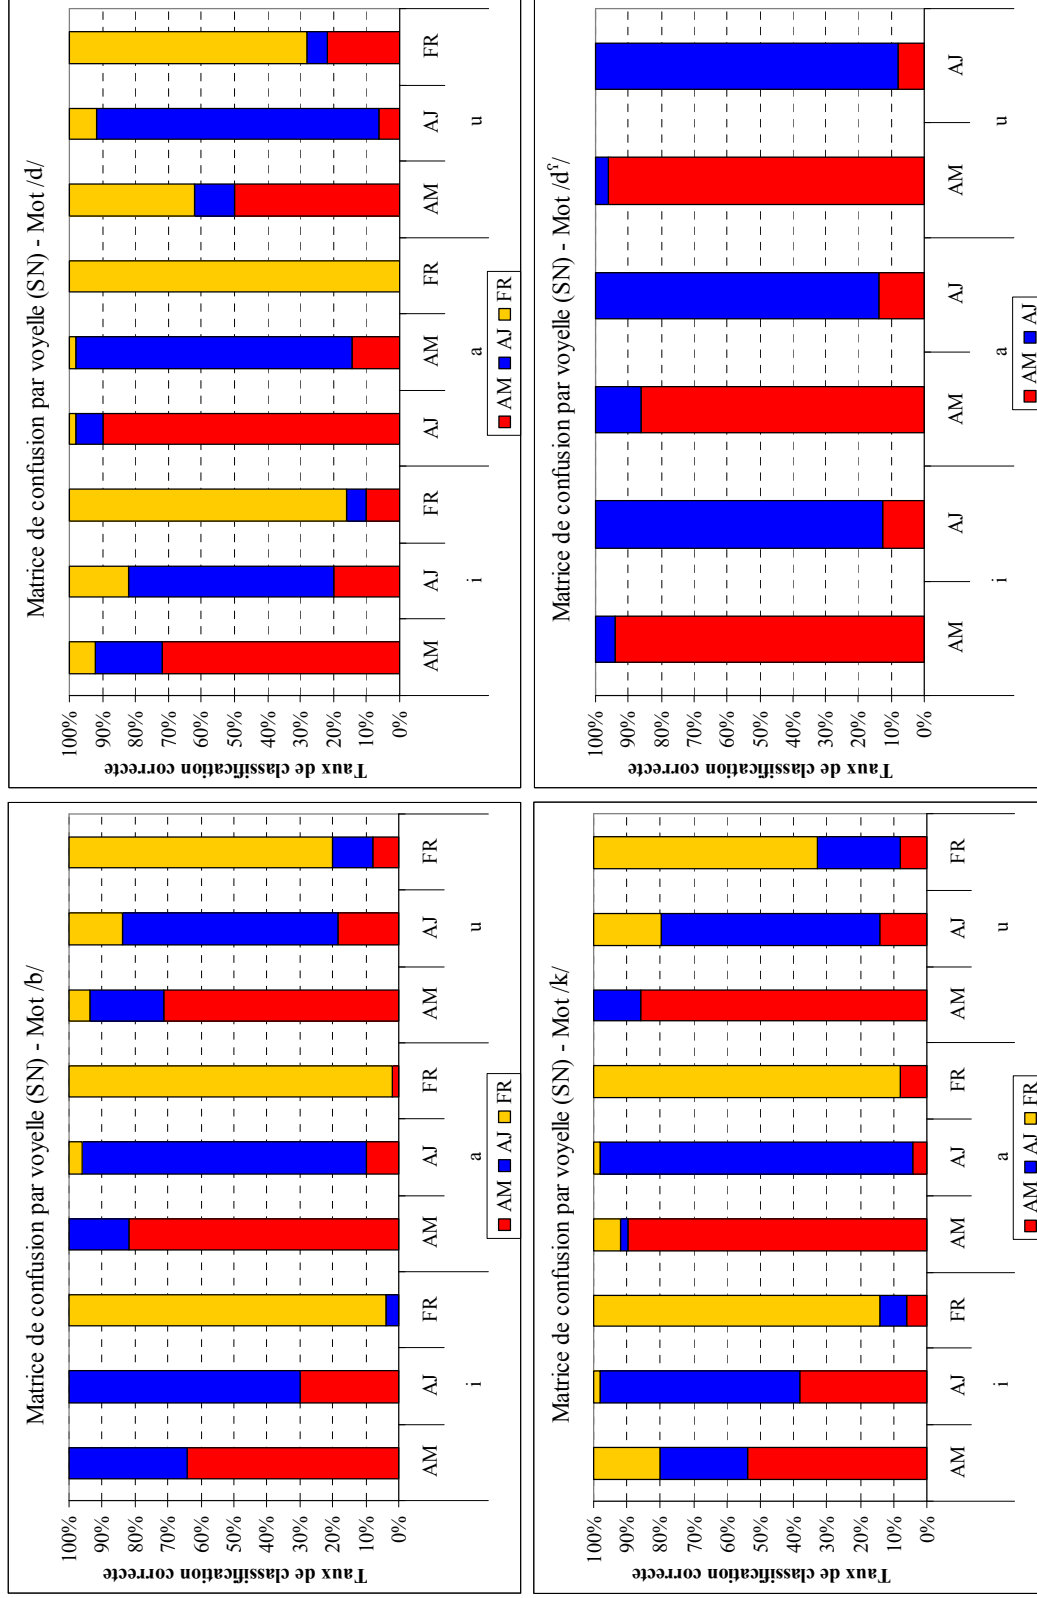 Matrice de confusion par voyelle (SN) - Mot /b/
Taux de classification correcte
100%
90%
80%
70%
60%
50%
40%
30%
20%
10%
0%
AM AJ FR AM AJ FR AM AJ FR
i a u
AM AJ FR
Matrice de confusion par voyelle (SN) - Mot /d/
Taux de classification correcte
100%
90%
80%
70%
60%
50%
40%
30%
20%
10%
0%
AM AJ FR AJ AM FR AM AJ FR
i a u
AM AJ FR
Matrice de confusion par voyelle (SN) - Mot /k/
Taux de classification correcte
100%
90%
80%
70%
60%
50%
40%
30%
20%
10%
0%
AM AJ FR AM AJ FR AM AJ FR
i a u
AM AJ FR
Matrice de confusion par voyelle (SN) - Mot /dˤ/
Taux de classification correcte
100%
90%
80%
70%
60%
50%
40%
30%
20%
10%
0%
AM AJ AM AJ AM AJ
i a u
AM AJ